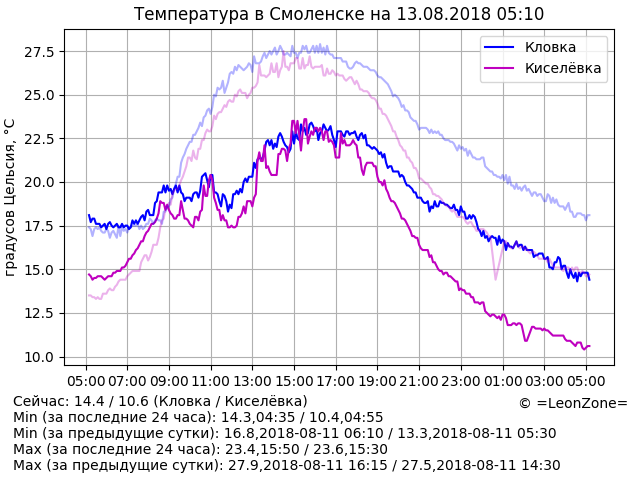 Температура в Смоленске на 13.08.2018 05:10
Кловка
Киселёвка
градусов Цельсия, °C
27.5
25.0
22.5
20.0
17.5
15.0
12.5
10.0
05:00 07:00 09:00 11:00 13:00 15:00 17:00 19:00 21:00 23:00 01:00 03:00 05:00
Сейчас: 14.4 / 10.6 (Кловка / Киселёвка)
© =LeonZone=
Min (за последние 24 часа): 14.3,04:35 / 10.4,04:55
Min (за предыдущие сутки): 16.8,2018-08-11 06:10 / 13.3,2018-08-11 05:30
Max (за последние 24 часа): 23.4,15:50 / 23.6,15:30
Max (за предыдущие сутки): 27.9,2018-08-11 16:15 / 27.5,2018-08-11 14:30